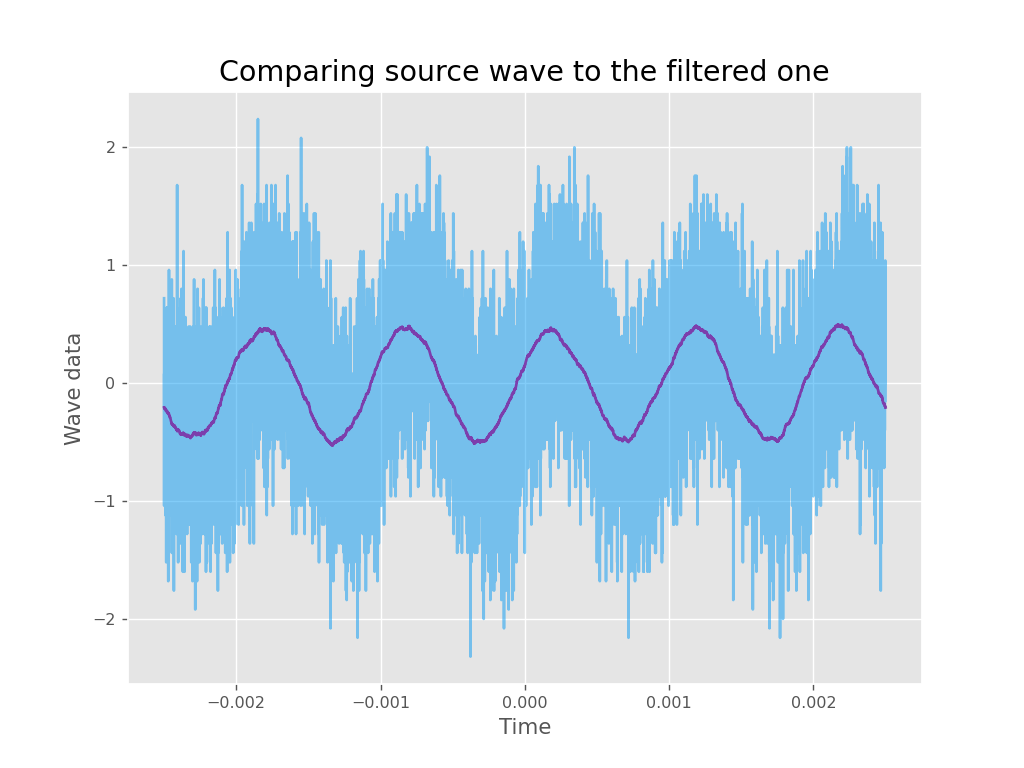 Comparing source wave to the filtered one
2
1
0
−1
−2
Wave data
−0.002 −0.001 0.000 0.001 0.002
Time